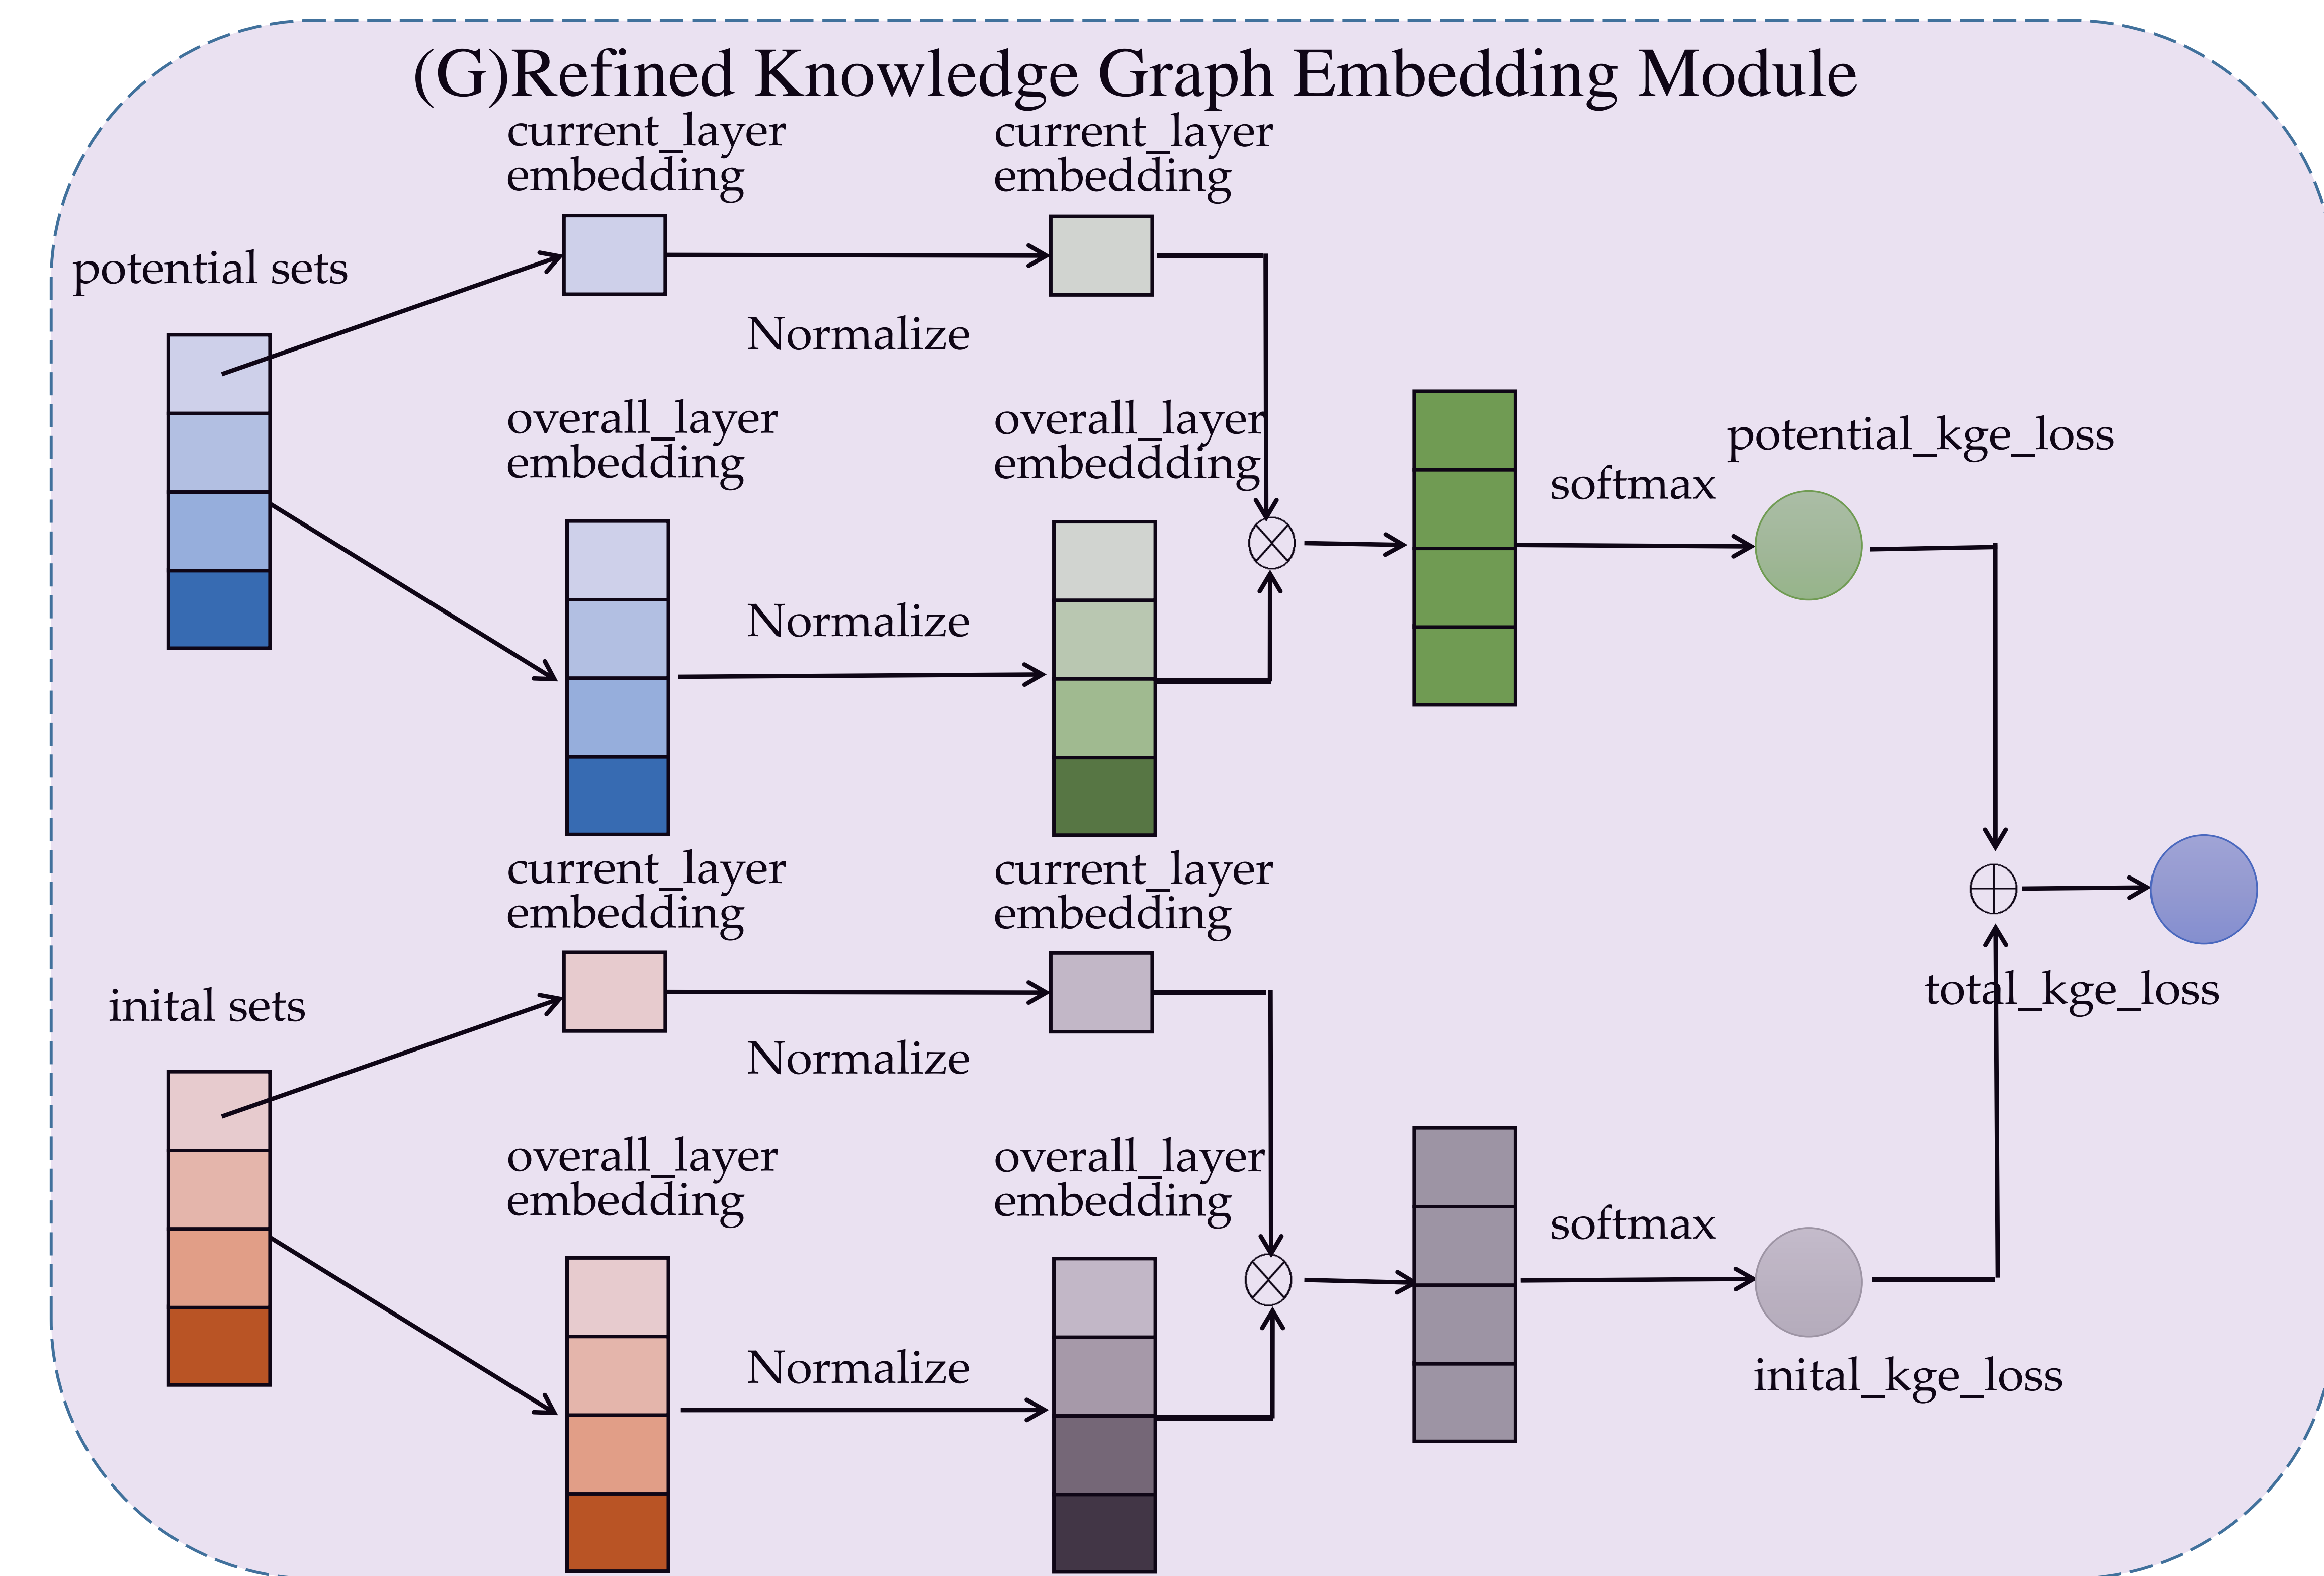 (G)Refined Knowledge Graph Embedding Module
current_layer
embedding
current_layer
embedding
potential sets
Normalize
overall_layer
embedding
overall_layer
embeddding
potential_kge_loss
softmax
Normalize
current_layer
embedding
current_layer
embedding
total_kge_loss
inital sets
Normalize
overall_layer
embedding
overall_layer
embedding
softmax
Normalize
inital_kge_loss